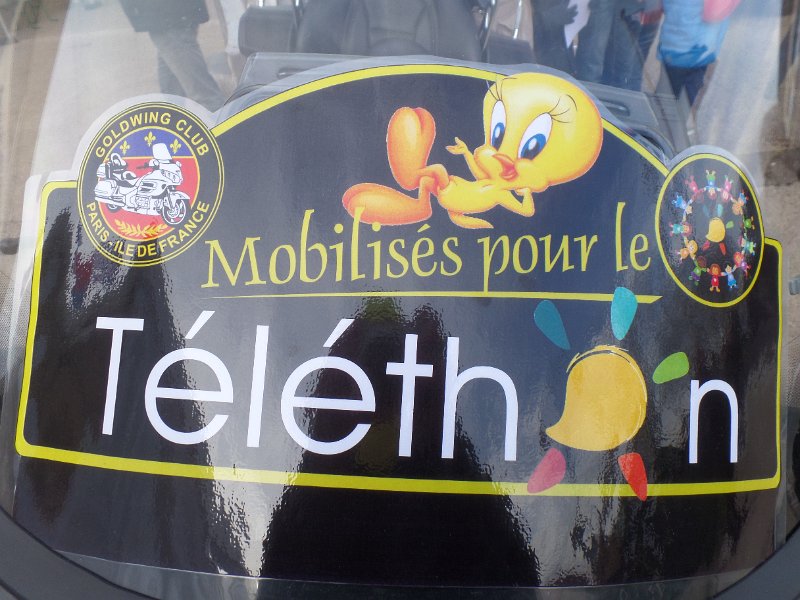 GOLDWING CLUB
PARIS-ILE DE FRANCE
Mobilisés pour le
Téléthon